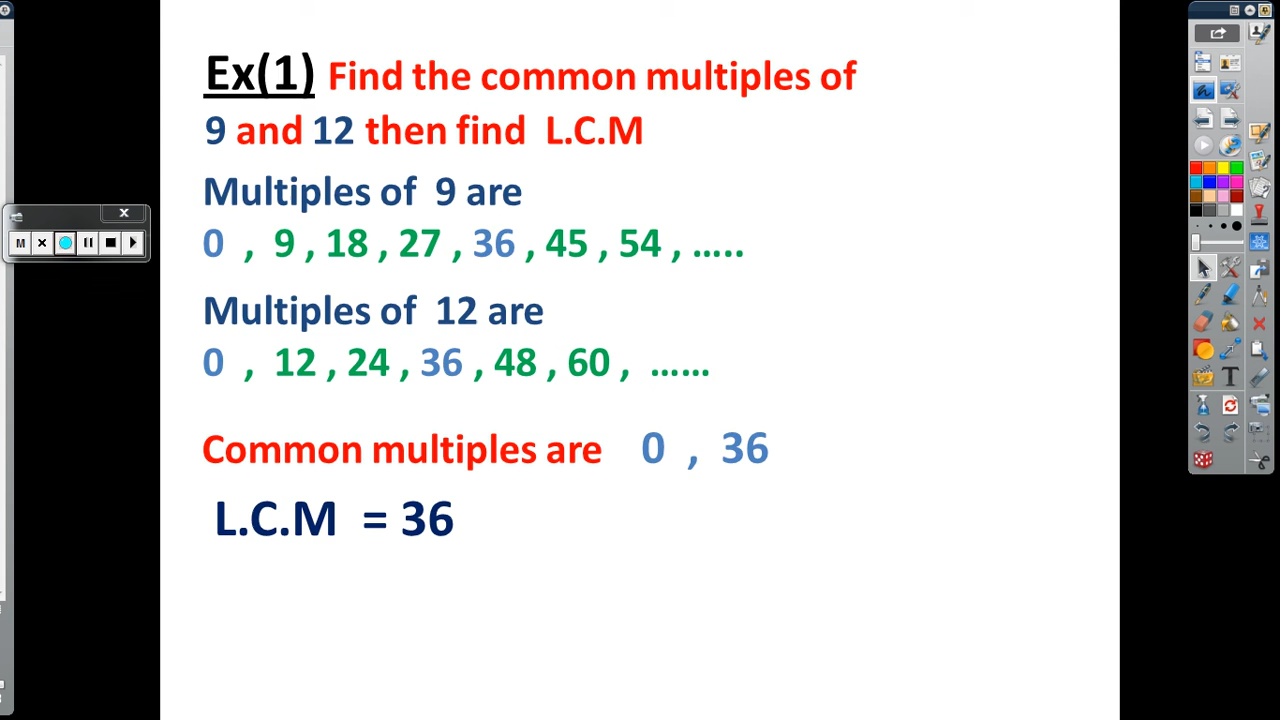 Ex(1) Find the common multiples of
9 and 12 then find L.C.M
Multiples of 9 are
0 , 9 , 18 , 27 , 36 , 45 , 54 , .....
Multiples of 12 are
0 , 12 , 24 , 36 , 48 , 60 , ......
Common multiples are 0 , 36
L.C.M = 36
x
M
T